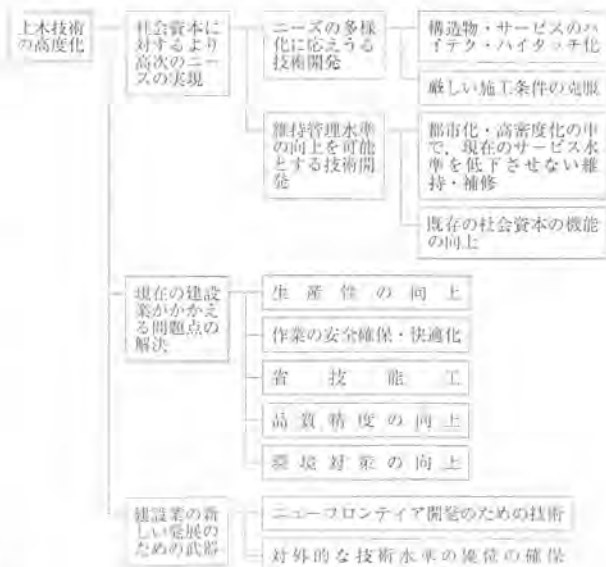 土木技術
の高度化
社会資本に
対するより
高次のニー
ズの実現
ニーズの多様
化に応えうる
技術開発
構造物・サービスのハ
イテク・ハイタッチ化
厳しい施工条件の克服
維持管理水準
の向上を可能
とする技術開
発
都市化・高密度化の中
で，現在のサービス水
準を低下させない維
持・補修
既存の社会資本の機能
の向上
現在の建設
業がかかえ
る問題点の
解決
生産性の向上
作業の安全確保・快適化
省技能工
品質精度の向上
環境対策の向上
建設業の新
しい発展の
ための武器
ニューフロンティア開発のための技術
対外的な技術水準の優位の確保